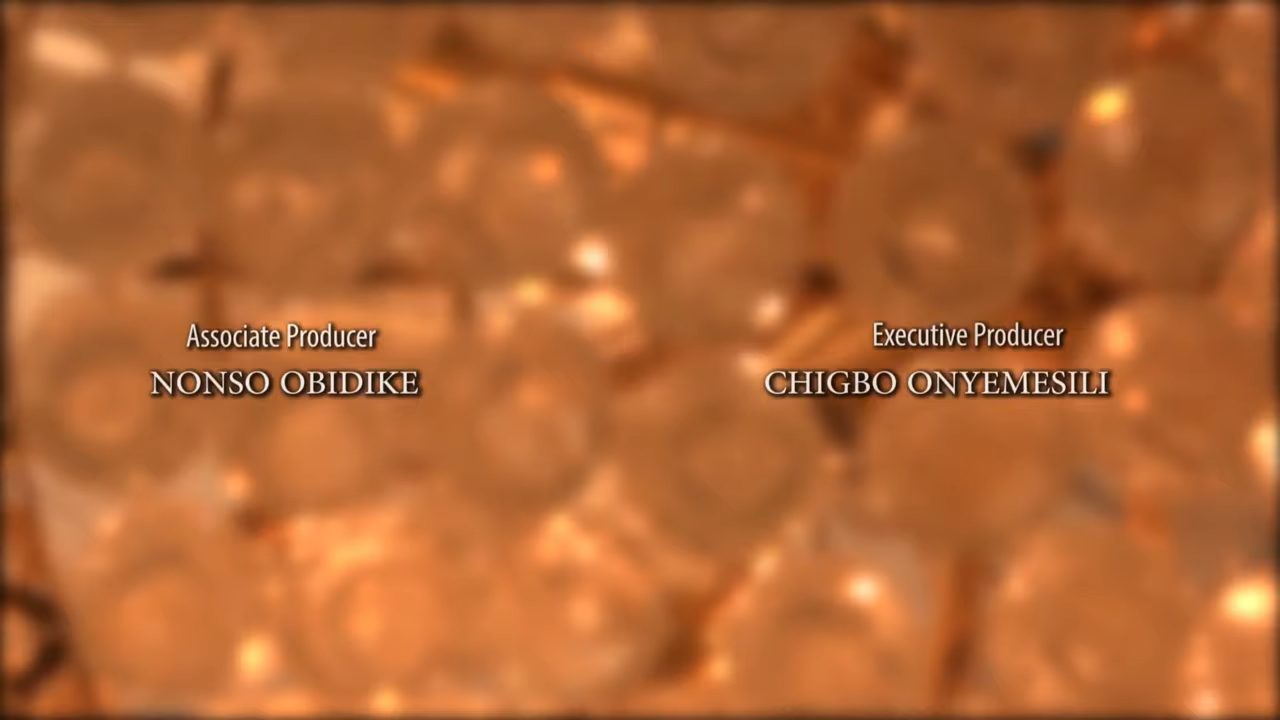 Associate Producer
NONSO OBIDIKE
Executive Producer
CHIGBO ONYEMESILI